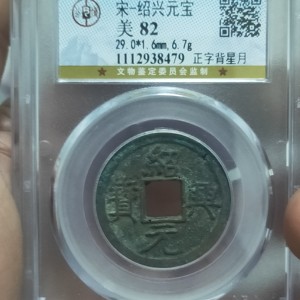 宋-绍兴元宝
美 82
29.0*1.6mm,6.7g
1112938479 正字背星月
★ 文物鉴定委员会监制 ★
紹
寶 興
元